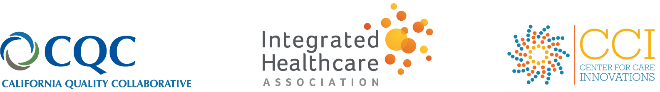 CQC
CALIFORNIA QUALITY COLLABORATIVE
Integrated
Healthcare
ASSOCIATION
CCI
CENTER FOR CARE
INNOVATIONS